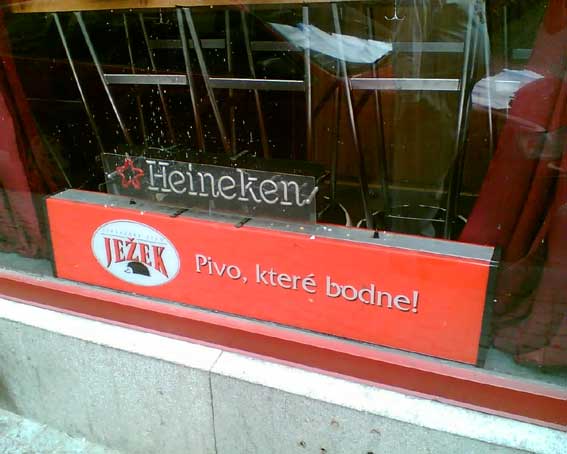 Heineken
JEŽEK
Pivo, které bodne!